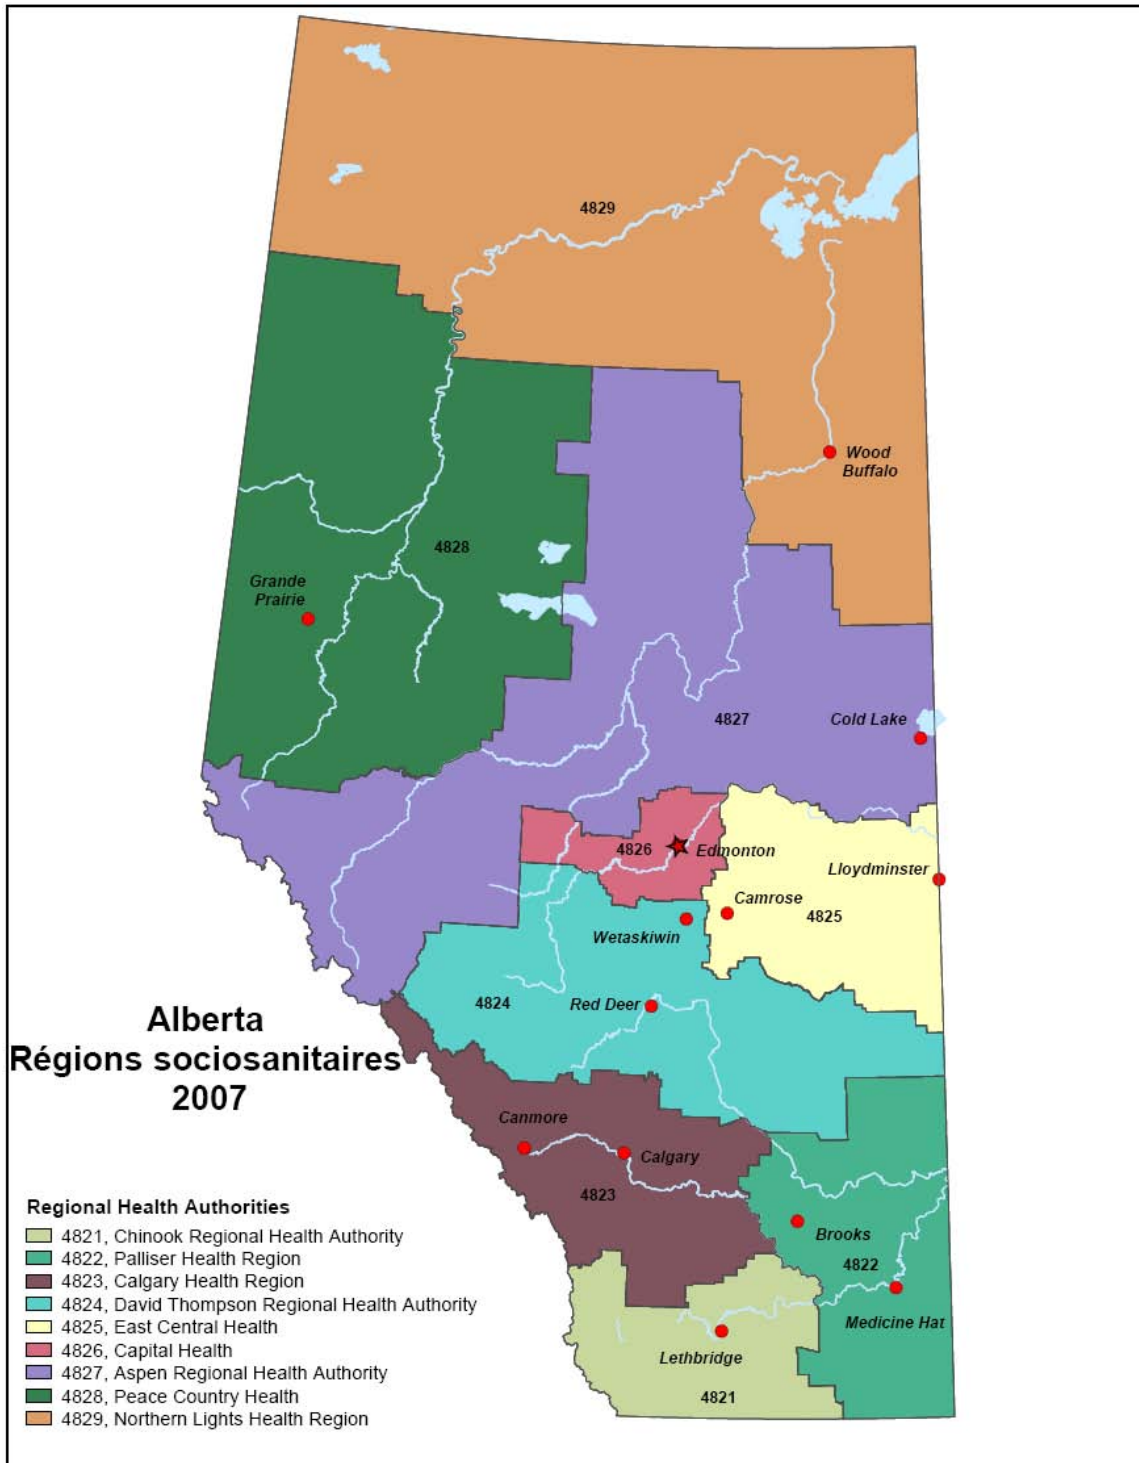 4829
Wood
Buffalo
4828
Grande
Prairie
4827
Cold Lake
4826
Edmonton
Lloydminster
Camrose
4825
Wetaskiwin
4824
Red Deer
Alberta
Régions sociosanitaires
2007
Canmore
Calgary
4823
Brooks
4822
Medicine Hat
Lethbridge
4821
Regional Health Authorities
4821, Chinook Regional Health Authority
4822, Palliser Health Region
4823, Calgary Health Region
4824, David Thompson Regional Health Authority
4825, East Central Health
4826, Capital Health
4827, Aspen Regional Health Authority
4828, Peace Country Health
4829, Northern Lights Health Region